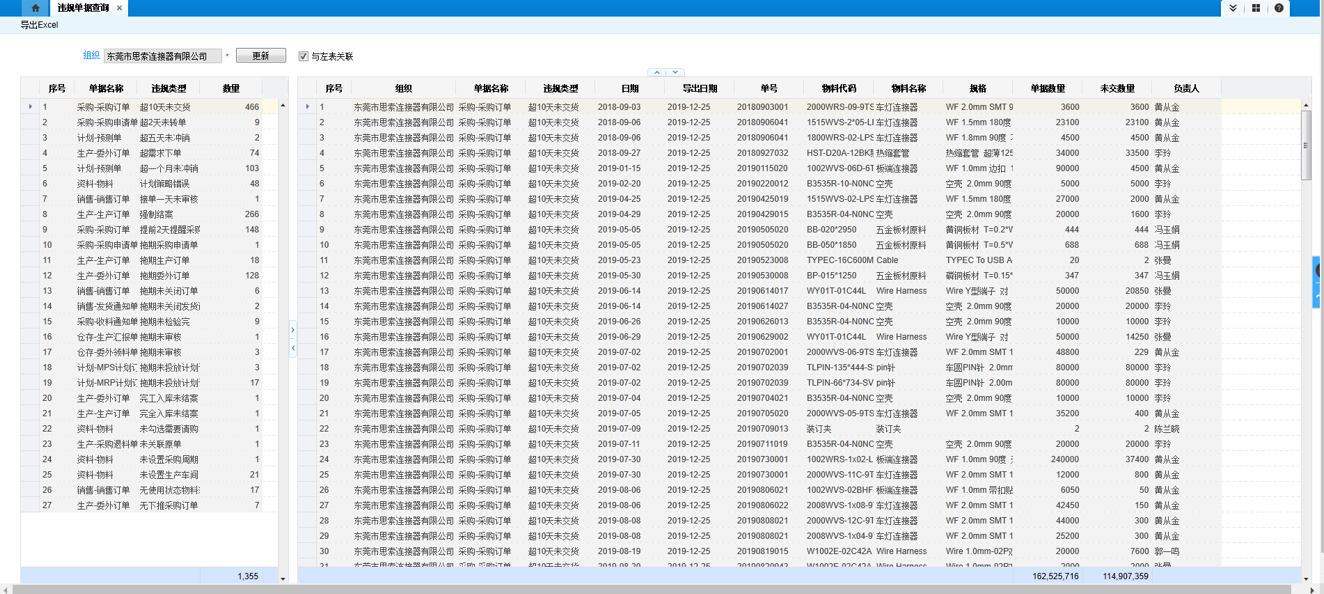 违规单据查询 ×
导出Excel
组织 东莞市思索连接器有限公司 * 更新 与左表关联
序号 单据名称 违规类型 数量
1 采购-采购订单 超10天未交货 466
2 采购-采购申请单 超2天未转单 9
3 计划-预测单 超五天未冲销 2
4 生产-委外订单 超需求下单 74
5 计划-预测单 超一个月未冲销 103
6 资料-物料 计划策略错误 48
7 销售-销售订单 接单一天未审核 1
8 生产-生产订单 强制结案 266
9 采购-采购订单 提前2天提醒采购 148
10 采购-采购申请单 拖期采购申请单 1
11 生产-生产订单 拖期生产订单 18
12 生产-委外订单 拖期委外订单 128
13 销售-销售订单 拖期未关闭订单 6
14 销售-发货通知单 拖期未关闭发货 2
15 采购-收料通知单 拖期未检验完 9
16 仓存-生产汇报单 拖期未审核 1
17 仓存-委外领料单 拖期未审核 3
18 计划-MPS计划订 拖期未投放计划 3
19 计划-MRP计划订 拖期未投放计划 17
20 生产-委外订单 完工入库未结案 1
21 生产-生产订单 完全入库未结案 1
22 资料-物料 未勾选需要请购 1
23 生产-采购退料单 未关联原单 1
24 资料-物料 未设置采购周期 1
25 资料-物料 未设置生产车间 21
26 销售-销售订单 无使用状态物料 17
27 生产-委外订单 无下推采购订单 7
1,355
序号 组织 单据名称 违规类型 日期 导出日期 单号 物料代码 物料名称 规格 单据数量 未交数量 负责人
1 东莞市思索连接器有限公司 采购-采购订单 超10天未交货 2018-09-03 2019-12-25 20180903001 2000WRS-09-9TS 车灯连接器 WF 2.0mm SMT 9 3600 3600 黄从金
2 东莞市思索连接器有限公司 采购-采购订单 超10天未交货 2018-09-06 2019-12-25 20180906041 1515WVS-2*05-LI 车灯连接器 WF 1.5mm 180度 23100 23100 黄从金
3 东莞市思索连接器有限公司 采购-采购订单 超10天未交货 2018-09-06 2019-12-25 20180906041 1800WRS-02-LPS 车灯连接器 WF 1.8mm 90度 4500 4500 黄从金
4 东莞市思索连接器有限公司 采购-采购订单 超10天未交货 2018-09-27 2019-12-25 20180927032 HST-D20A-12BK 热缩套管 热缩套管 超薄125 34000 33500 李玲
5 东莞市思索连接器有限公司 采购-采购订单 超10天未交货 2019-01-15 2019-12-25 20190115020 1002WVS-06D-6T 板端连接器 WF 1.0mm 边扣 1 90000 4500 黄从金
6 东莞市思索连接器有限公司 采购-采购订单 超10天未交货 2019-02-20 2019-12-25 20190220012 B3535R-10-N0NC 空壳 空壳 2.0mm 90度 5000 5000 李玲
7 东莞市思索连接器有限公司 采购-采购订单 超10天未交货 2019-04-25 2019-12-25 20190425019 1515WVS-02-LPS 车灯连接器 WF 1.5mm 180度 27000 2000 黄从金
8 东莞市思索连接器有限公司 采购-采购订单 超10天未交货 2019-04-29 2019-12-25 20190429015 B3535R-04-N0NC 空壳 空壳 2.0mm 90度 20000 1600 李玲
9 东莞市思索连接器有限公司 采购-采购订单 超10天未交货 2019-05-05 2019-12-25 20190505020 BB-020*2950 五金板材原料 黄铜板材 T=0.2*W 444 444 冯玉娟
10 东莞市思索连接器有限公司 采购-采购订单 超10天未交货 2019-05-05 2019-12-25 20190505020 BB-050*1850 五金板材原料 黄铜板材 T=0.5*W 688 688 冯玉娟
11 东莞市思索连接器有限公司 采购-采购订单 超10天未交货 2019-05-23 2019-12-25 20190523008 TYPEC-16C600M Cable TYPEC To USB A 20 2 张曼
12 东莞市思索连接器有限公司 采购-采购订单 超10天未交货 2019-05-30 2019-12-25 20190530008 BP-015*1250 五金板材原料 磷铜板材 T=0.15* 347 347 冯玉娟
13 东莞市思索连接器有限公司 采购-采购订单 超10天未交货 2019-06-14 2019-12-25 20190614017 WY01T-01C44L Wire Harness Wire Y型端子 对 50000 20850 张曼
14 东莞市思索连接器有限公司 采购-采购订单 超10天未交货 2019-06-14 2019-12-25 20190614027 B3535R-04-N0NC 空壳 空壳 2.0mm 90度 20000 20000 李玲
15 东莞市思索连接器有限公司 采购-采购订单 超10天未交货 2019-06-26 2019-12-25 20190626013 B3535R-04-N0NC 空壳 空壳 2.0mm 90度 10000 10000 李玲
16 东莞市思索连接器有限公司 采购-采购订单 超10天未交货 2019-06-29 2019-12-25 20190629002 WY01T-01C44L Wire Harness Wire Y型端子 对 50000 14250 张曼
17 东莞市思索连接器有限公司 采购-采购订单 超10天未交货 2019-07-02 2019-12-25 20190702001 2000WVS-06-9TS 车灯连接器 WF 2.0mm SMT 1 48800 229 黄从金
18 东莞市思索连接器有限公司 采购-采购订单 超10天未交货 2019-07-02 2019-12-25 20190702039 TLPIN-135*444-S pin针 车圆PIN针 2.0mm 80000 80000 李玲
19 东莞市思索连接器有限公司 采购-采购订单 超10天未交货 2019-07-02 2019-12-25 20190702039 TLPIN-66*734-SV pin针 车圆PIN针 2.00m 80000 80000 李玲
20 东莞市思索连接器有限公司 采购-采购订单 超10天未交货 2019-07-04 2019-12-25 20190704021 B3535R-04-N0NC 空壳 空壳 2.0mm 90度 10000 10000 李玲
21 东莞市思索连接器有限公司 采购-采购订单 超10天未交货 2019-07-05 2019-12-25 20190705020 2000WVS-05-9TS 车灯连接器 WF 2.0mm SMT 1 35200 400 黄从金
22 东莞市思索连接器有限公司 采购-采购订单 超10天未交货 2019-07-09 2019-12-25 20190709013 装订夹 装订夹 2 2 陈兰晓
23 东莞市思索连接器有限公司 采购-采购订单 超10天未交货 2019-07-11 2019-12-25 20190711019 B3535R-04-N0NC 空壳 空壳 2.0mm 90度 20000 20000 李玲
24 东莞市思索连接器有限公司 采购-采购订单 超10天未交货 2019-07-30 2019-12-25 20190730001 1002WRS-1x02-L 板端连接器 WF 1.0mm 90度 240000 37400 黄从金
25 东莞市思索连接器有限公司 采购-采购订单 超10天未交货 2019-07-30 2019-12-25 20190730001 2000WVS-11C-9T 车灯连接器 WF 2.0mm SMT 1 12000 800 黄从金
26 东莞市思索连接器有限公司 采购-采购订单 超10天未交货 2019-08-06 2019-12-25 20190806021 1002WVS-02BHF 板端连接器 WF 1.0mm 带扣贴 6050 50 黄从金
27 东莞市思索连接器有限公司 采购-采购订单 超10天未交货 2019-08-06 2019-12-25 20190806022 2008WVS-1x08-9 车灯连接器 WF 2.0mm SMT 1 42450 150 黄从金
28 东莞市思索连接器有限公司 采购-采购订单 超10天未交货 2019-08-08 2019-12-25 20190808021 2000WVS-12C-9T 车灯连接器 WF 2.0mm SMT 1 44000 300 黄从金
29 东莞市思索连接器有限公司 采购-采购订单 超10天未交货 2019-08-08 2019-12-25 20190808021 2008WVS-1x04-9 车灯连接器 WF 2.0mm SMT 1 25200 300 黄从金
30 东莞市思索连接器有限公司 采购-采购订单 超10天未交货 2019-08-19 2019-12-25 20190819015 W1002E-02C42A Wire Harness Wire 1.0mm-02P 20000 7600 郭一鸣
162,525,716 114,907,359